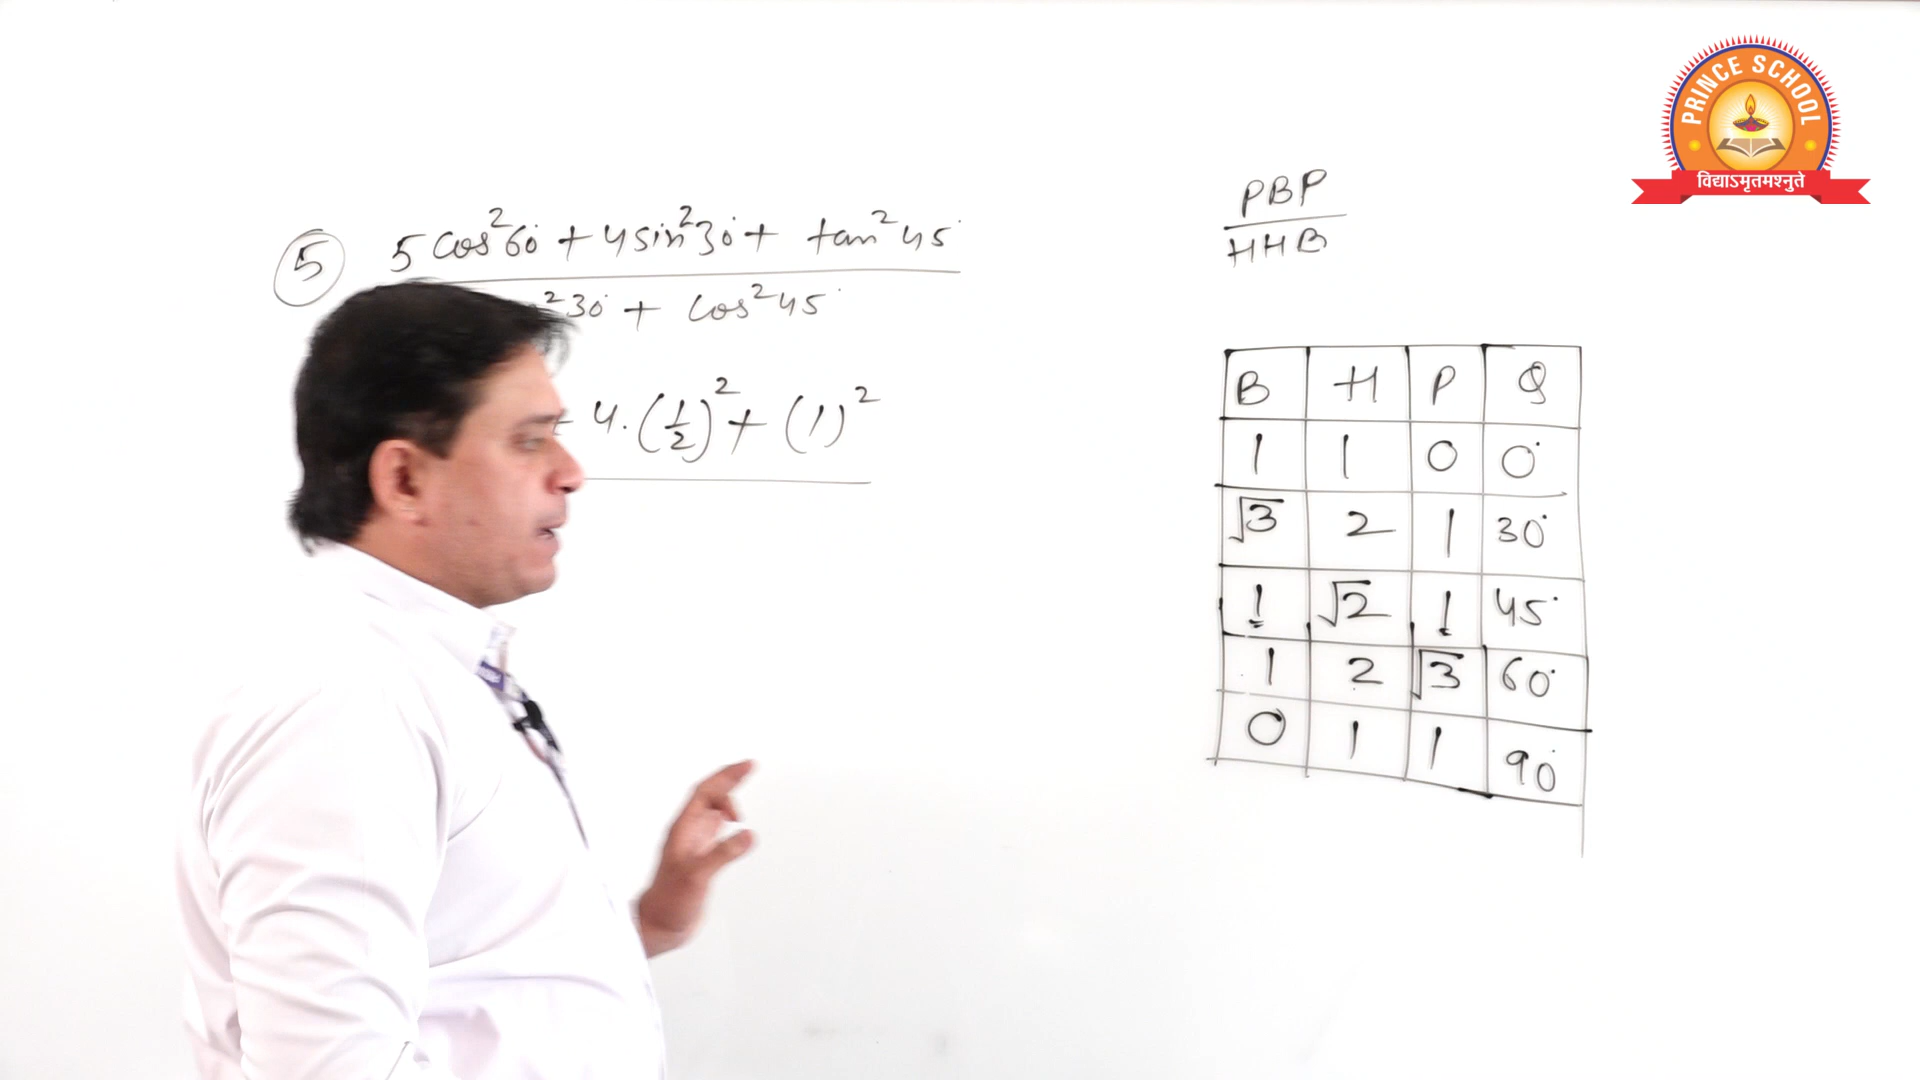 PRINCE SCHOOL
विद्याऽमृतमश्नुते
PBP
HHB
⑤ 5 cos²60° + 4 sin²30° + tan²45°
²30° + cos²45°
4·(1/2)² + (1)²
B H P Q
1 1 0 0°
√3 2 1 30°
1 √2 1 45°
1 2 √3 60°
0 1 1 90°